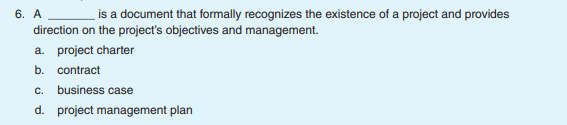 6. A ________ is a document that formally recognizes the existence of a project and provides
direction on the project's objectives and management.
a. project charter
b. contract
c. business case
d. project management plan